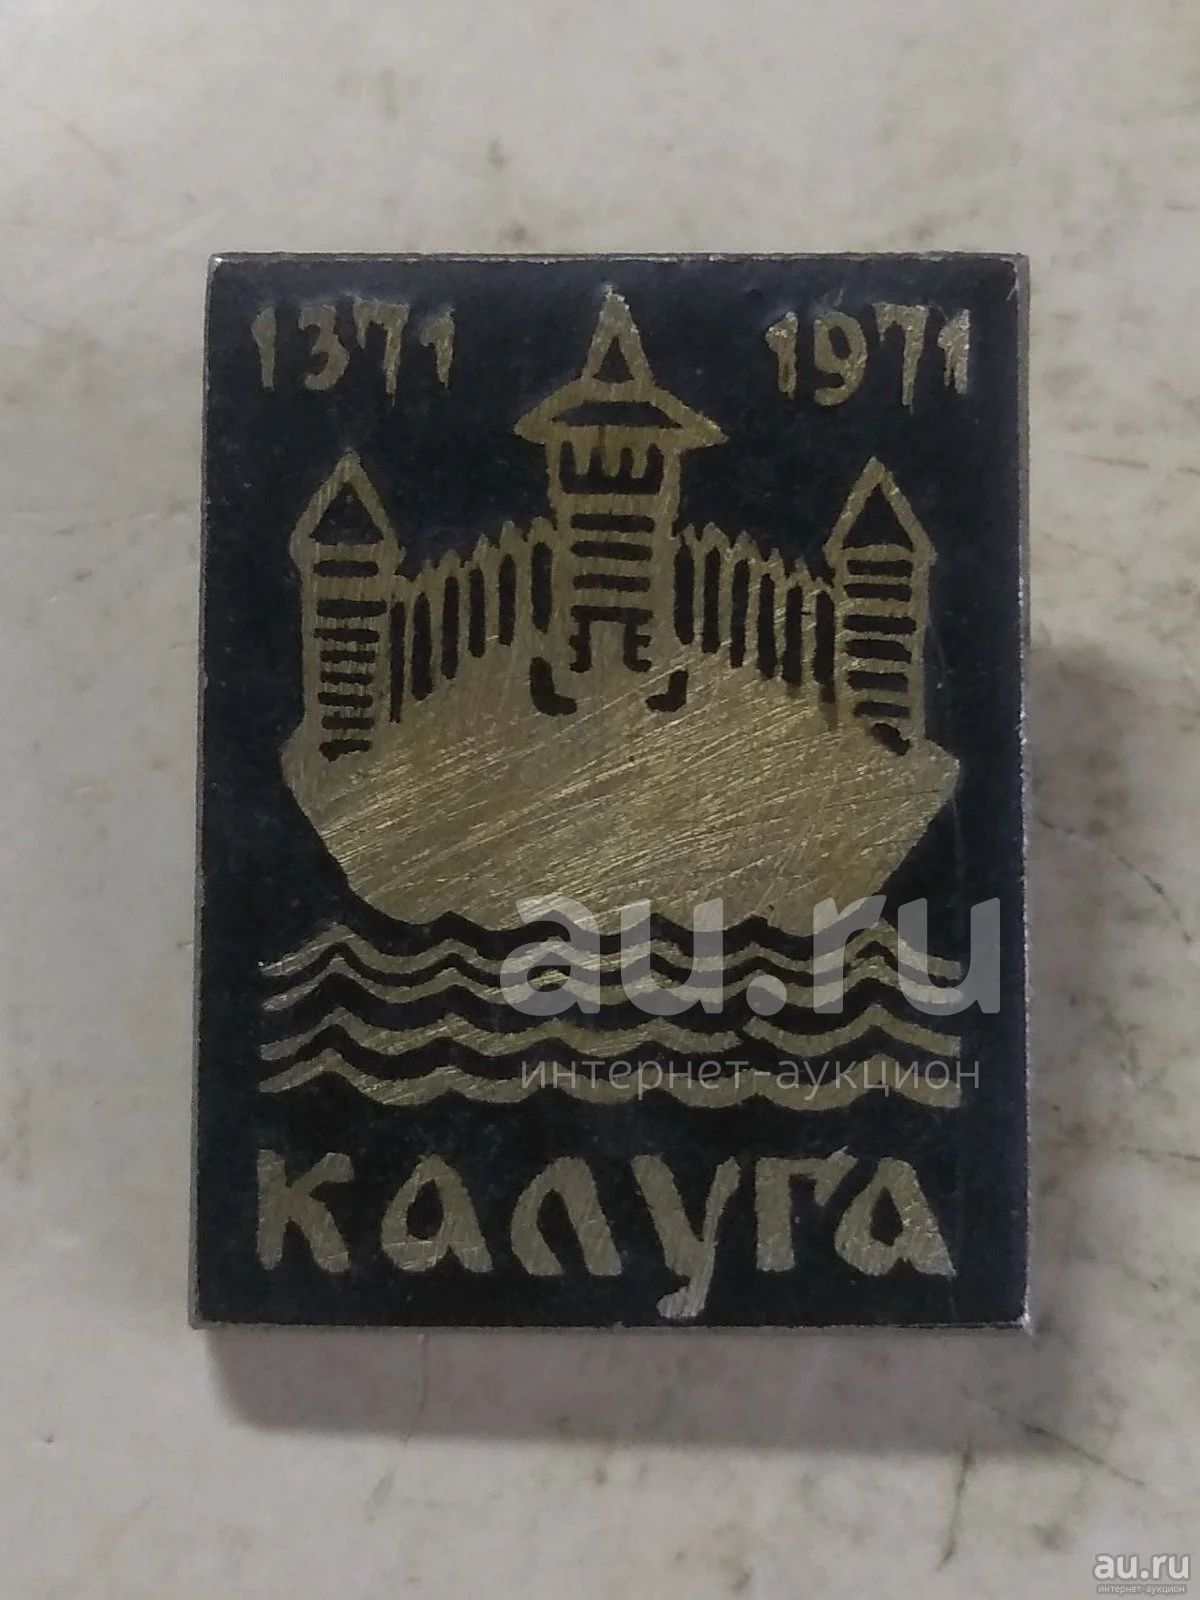 1371 1971
au.ru
интернет-аукцион
КАЛУГА
au.ru
интернет-аукцион